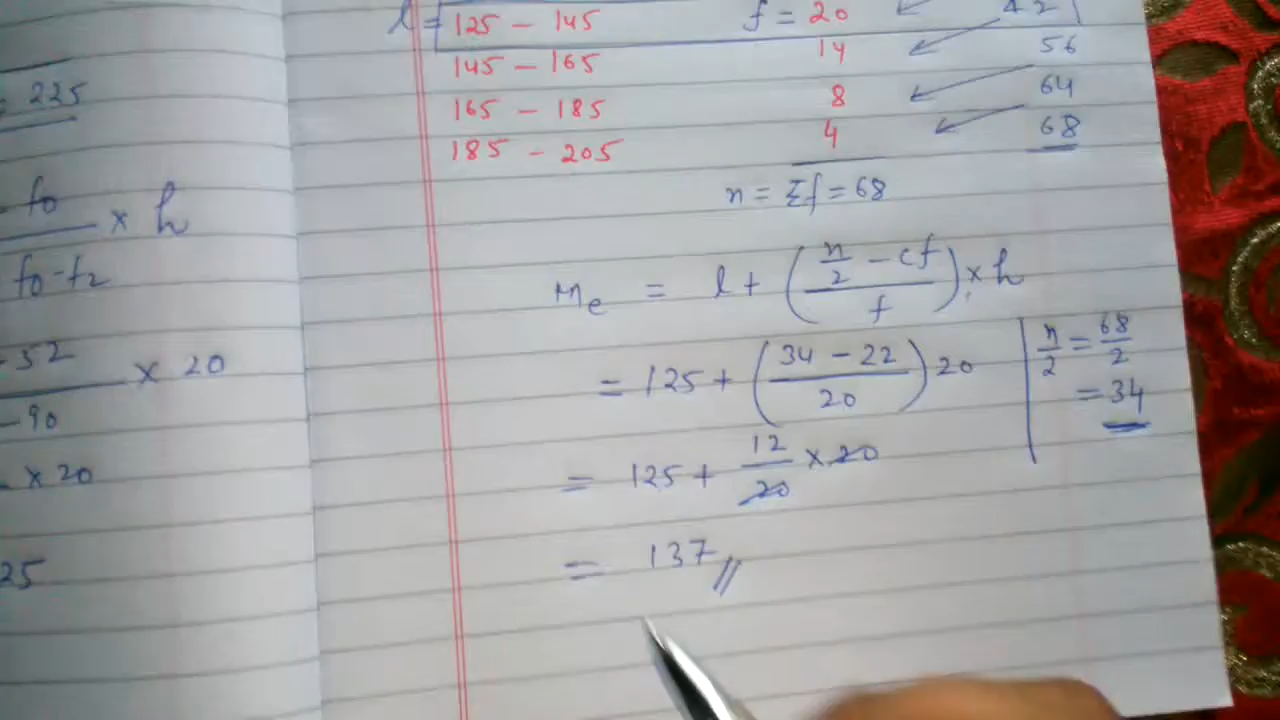 = 225
- f0
× h
f0 - f2
- 52
× 20
- 90
× 20
25
l = 125 - 145 f = 20 42
145 - 165 14 56
165 - 185 8 64
185 - 205 4 68
n = Σf = 68
Me = l + ( (n/2 - cf) / f ) × h
= 125 + ( (34 - 22) / 20 ) 20
n/2 = 68/2
= 34
= 125 + 12/20 × 20
= 137 //